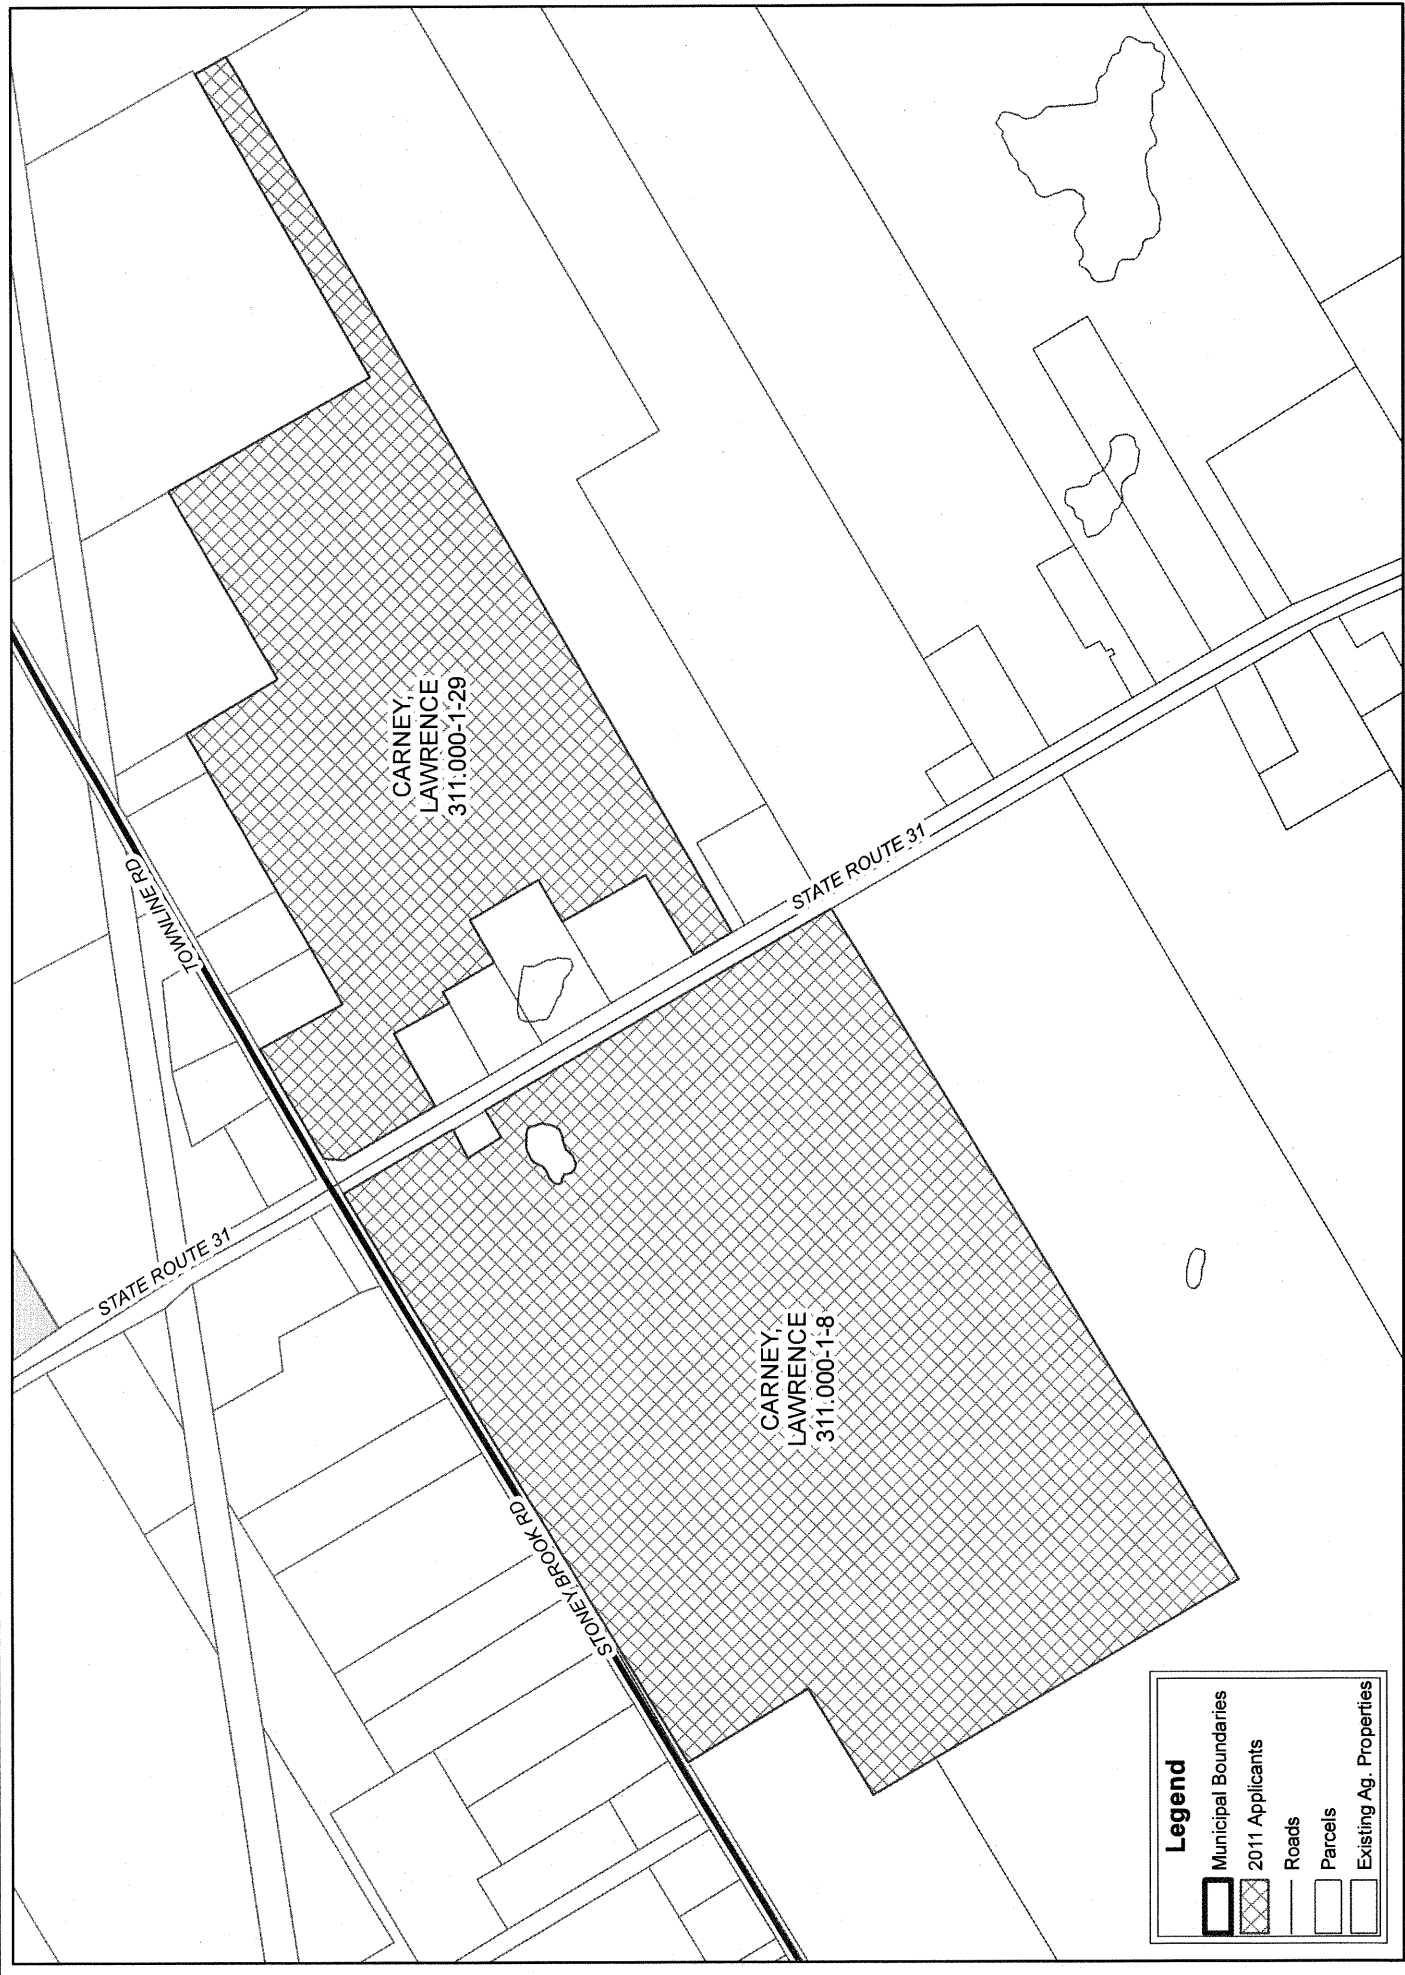 TOWNLINE RD
CARNEY,
LAWRENCE
311.000-1-29
STATE ROUTE 31
STATE ROUTE 31
STONEY BROOK RD
CARNEY,
LAWRENCE
311.000-1-8
Legend
Municipal Boundaries
2011 Applicants
Roads
Parcels
Existing Ag. Properties